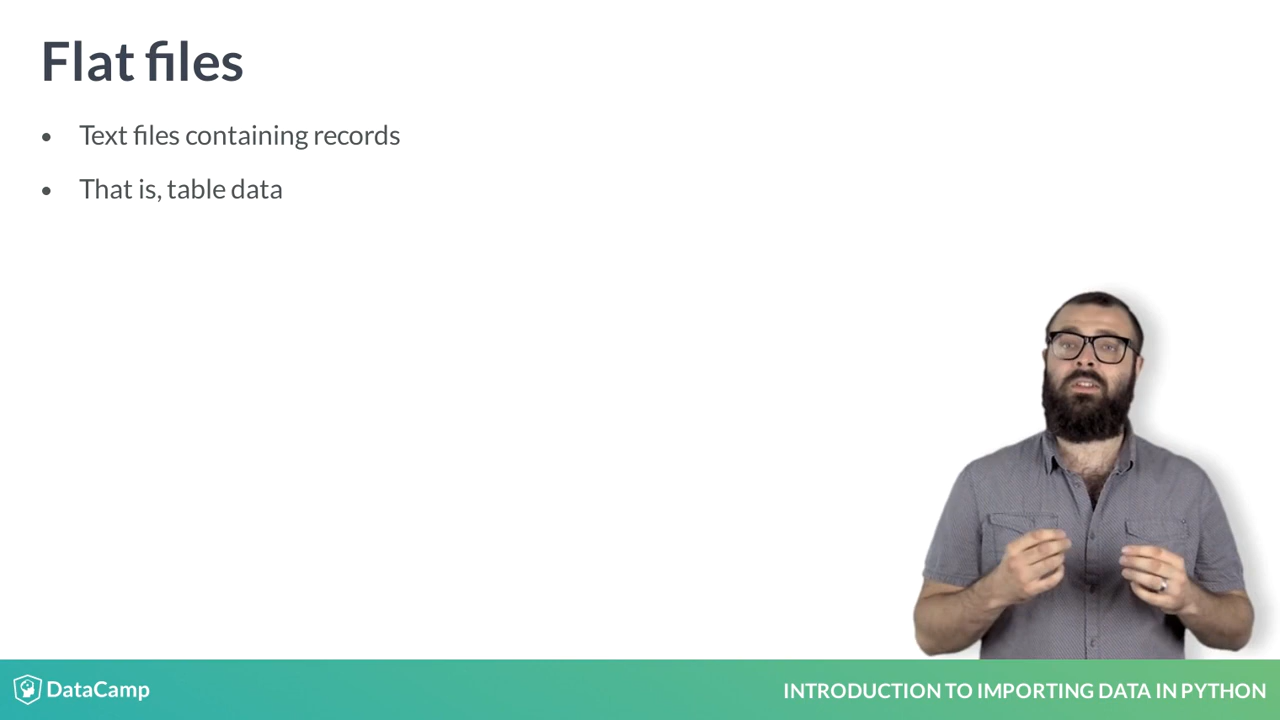 Flat files
• Text files containing records
• That is, table data
DataCamp
INTRODUCTION TO IMPORTING DATA IN PYTHON